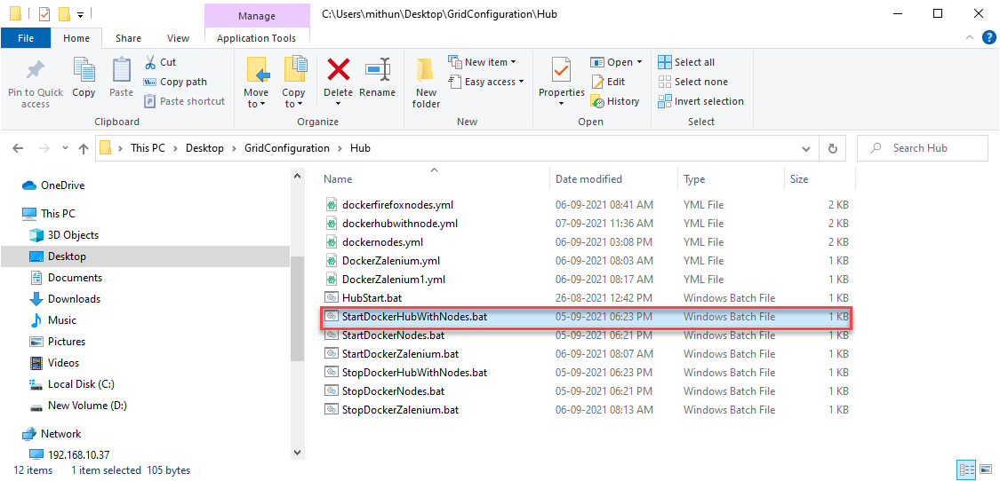 Manage
C:\Users\mithun\Desktop\GridConfiguration\Hub
File Home Share View Application Tools
Pin to Quick access
Copy
Paste
Cut
Copy path
Paste shortcut
Clipboard
Move to
Copy to
Delete
Rename
Organize
New folder
New item
Easy access
New
Properties
Open
Edit
History
Open
Select all
Select none
Invert selection
Select
This PC Desktop GridConfiguration Hub
Search Hub
OneDrive
This PC
3D Objects
Desktop
Documents
Downloads
Music
Pictures
Videos
Local Disk (C:)
New Volume (D:)
Network
192.168.10.37
Name Date modified Type Size
dockerfirefoxnodes.yml 06-09-2021 08:41 AM YML File 2 KB
dockerhubwithnode.yml 07-09-2021 11:36 AM YML File 2 KB
dockernodes.yml 06-09-2021 03:08 PM YML File 2 KB
DockerZalenium.yml 06-09-2021 08:03 AM YML File 1 KB
DockerZalenium1.yml 06-09-2021 08:17 AM YML File 1 KB
HubStart.bat 26-08-2021 12:42 PM Windows Batch File 1 KB
StartDockerHubWithNodes.bat 05-09-2021 06:23 PM Windows Batch File 1 KB
StartDockerNodes.bat 05-09-2021 06:21 PM Windows Batch File 1 KB
StartDockerZalenium.bat 06-09-2021 08:07 AM Windows Batch File 1 KB
StopDockerHubWithNodes.bat 05-09-2021 06:23 PM Windows Batch File 1 KB
StopDockerNodes.bat 05-09-2021 06:21 PM Windows Batch File 1 KB
StopDockerZalenium.bat 06-09-2021 08:13 AM Windows Batch File 1 KB
12 items 1 item selected 105 bytes